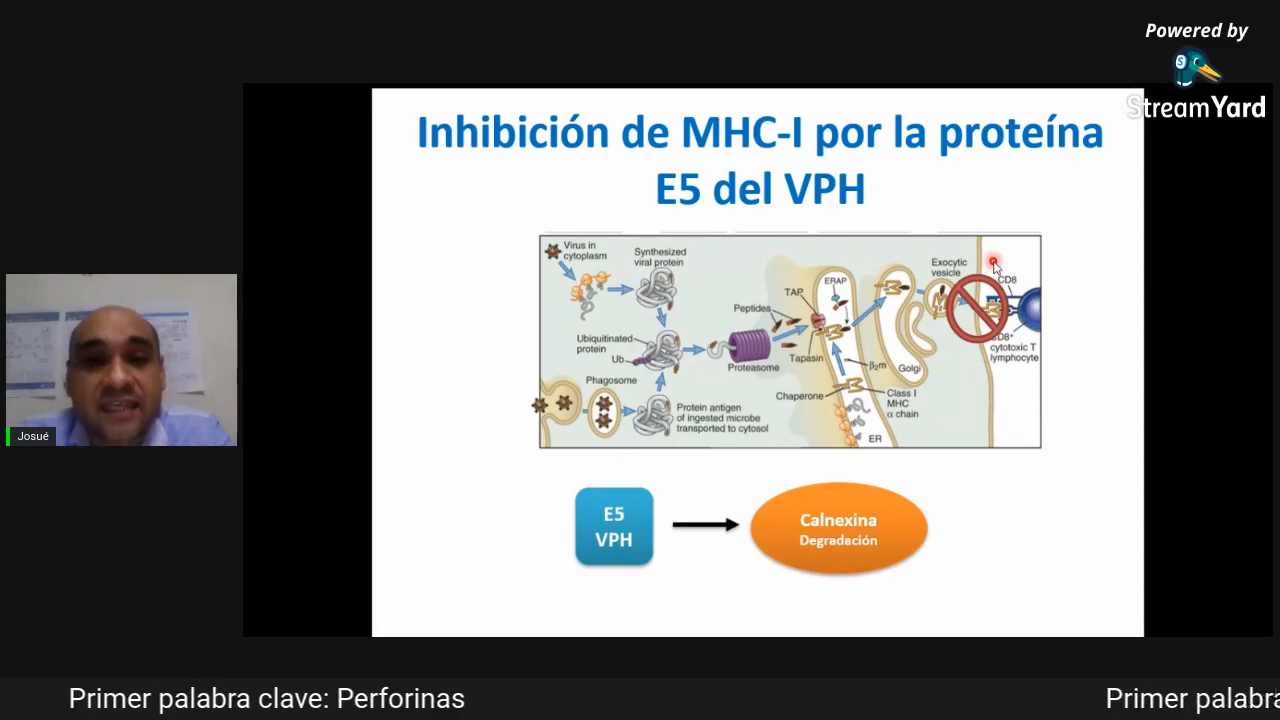 Powered by
StreamYard
Inhibición de MHC-I por la proteína
E5 del VPH
Virus in
cytoplasm
Synthesized
viral protein
Ubiquitinated
protein
Ub
Phagosome
Protein antigen
of ingested microbe
transported to cytosol
Peptides
Proteasome
TAP
ERAP
Tapasin
Chaperone
β2m
Golgi
Class I
MHC
α chain
ER
Exocytic
vesicle
CD8
CD8+
cytotoxic T
lymphocyte
E5
VPH
Calnexina
Degradación
Josué
Primer palabra clave: Perforinas
Primer palabra